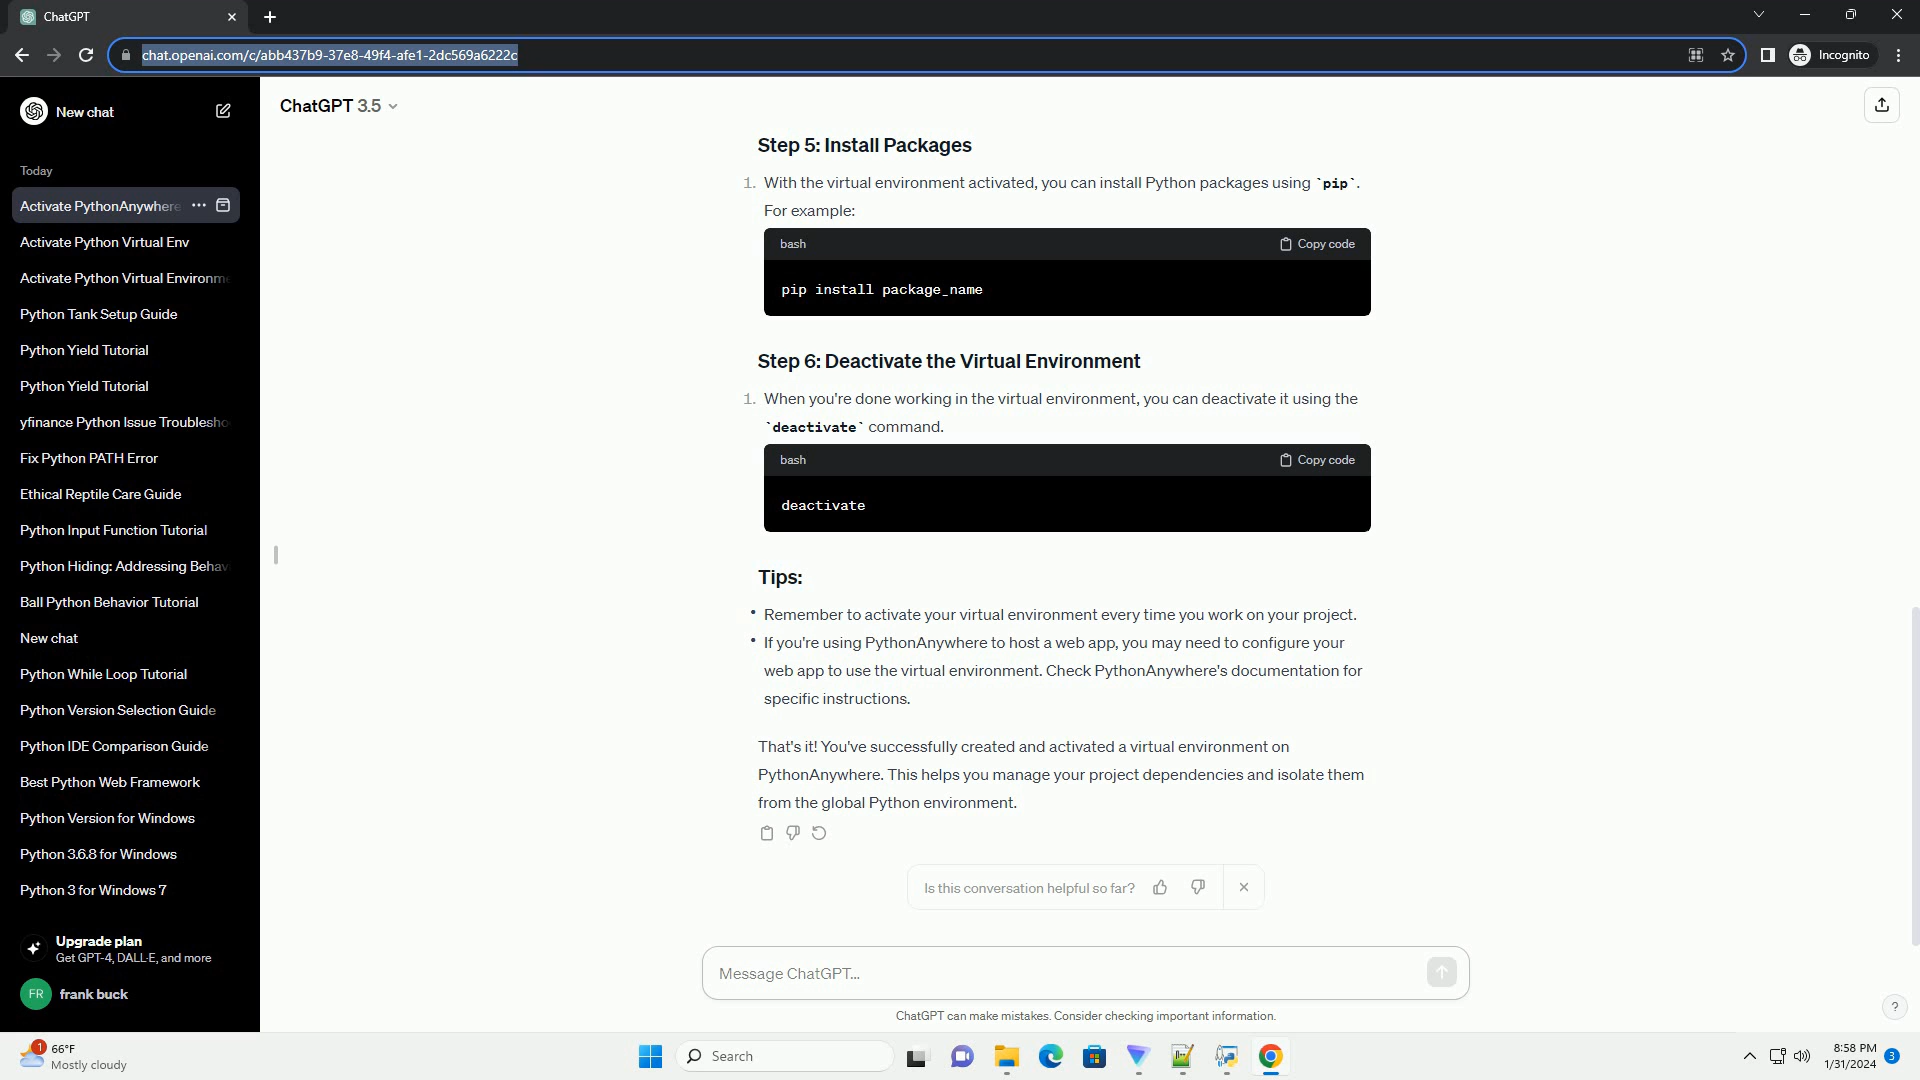 ChatGPT
chat.openai.com/c/abb437b9-37e8-49f4-afe1-2dc569a6222c
Incognito
New chat
Today
Activate PythonAnywhere
Activate Python Virtual Env
Activate Python Virtual Environme
Python Tank Setup Guide
Python Yield Tutorial
Python Yield Tutorial
yfinance Python Issue Troublesho
Fix Python PATH Error
Ethical Reptile Care Guide
Python Input Function Tutorial
Python Hiding: Addressing Behav
Ball Python Behavior Tutorial
New chat
Python While Loop Tutorial
Python Version Selection Guide
Python IDE Comparison Guide
Best Python Web Framework
Python Version for Windows
Python 3.6.8 for Windows
Python 3 for Windows 7
Upgrade plan
Get GPT-4, DALL·E, and more
FR frank buck
ChatGPT 3.5
Step 5: Install Packages
1. With the virtual environment activated, you can install Python packages using `pip`.
For example:
bash Copy code
pip install package_name
Step 6: Deactivate the Virtual Environment
1. When you're done working in the virtual environment, you can deactivate it using the
`deactivate` command.
bash Copy code
deactivate
Tips:
• Remember to activate your virtual environment every time you work on your project.
• If you're using PythonAnywhere to host a web app, you may need to configure your
web app to use the virtual environment. Check PythonAnywhere's documentation for
specific instructions.
That's it! You've successfully created and activated a virtual environment on
PythonAnywhere. This helps you manage your project dependencies and isolate them
from the global Python environment.
Is this conversation helpful so far?
Message ChatGPT...
ChatGPT can make mistakes. Consider checking important information.
?
1
66°F
Mostly cloudy
Search
8:58 PM
1/31/2024
3